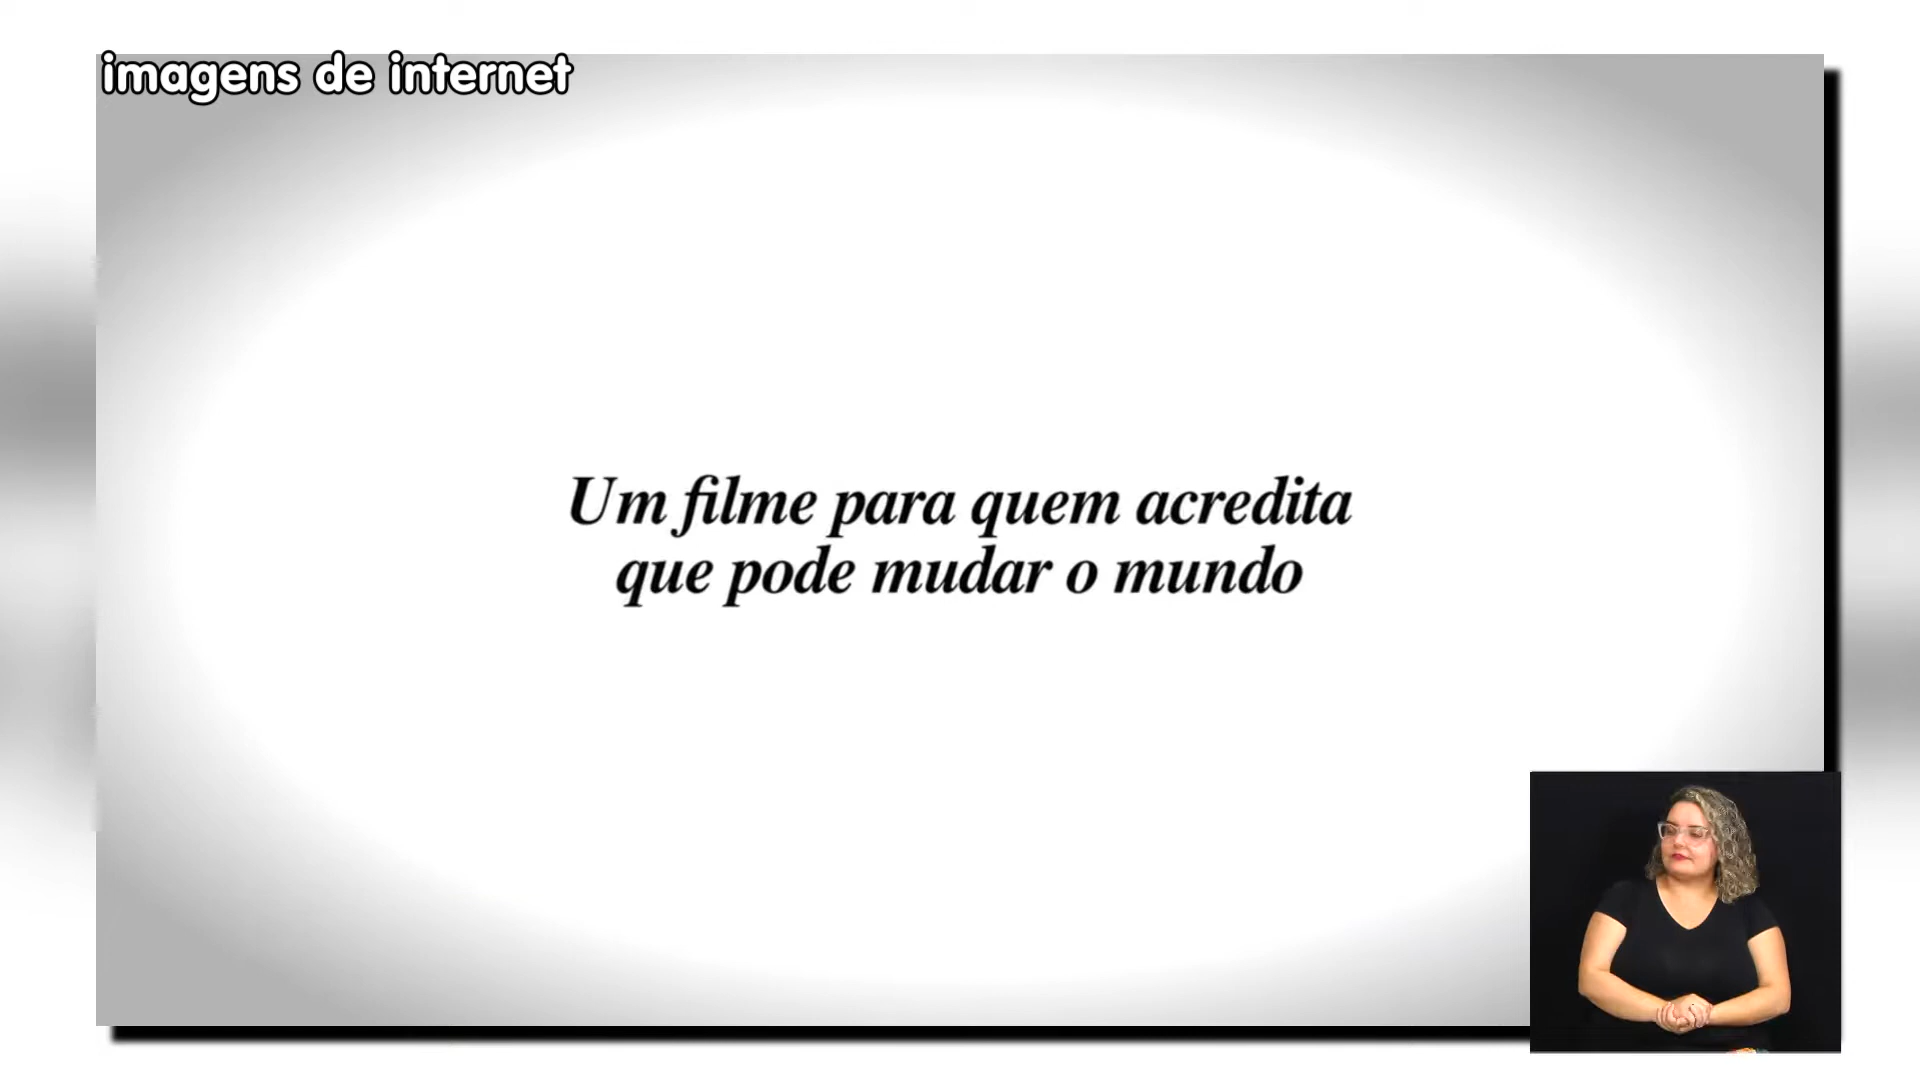 imagens de internet
Um filme para quem acredita
que pode mudar o mundo